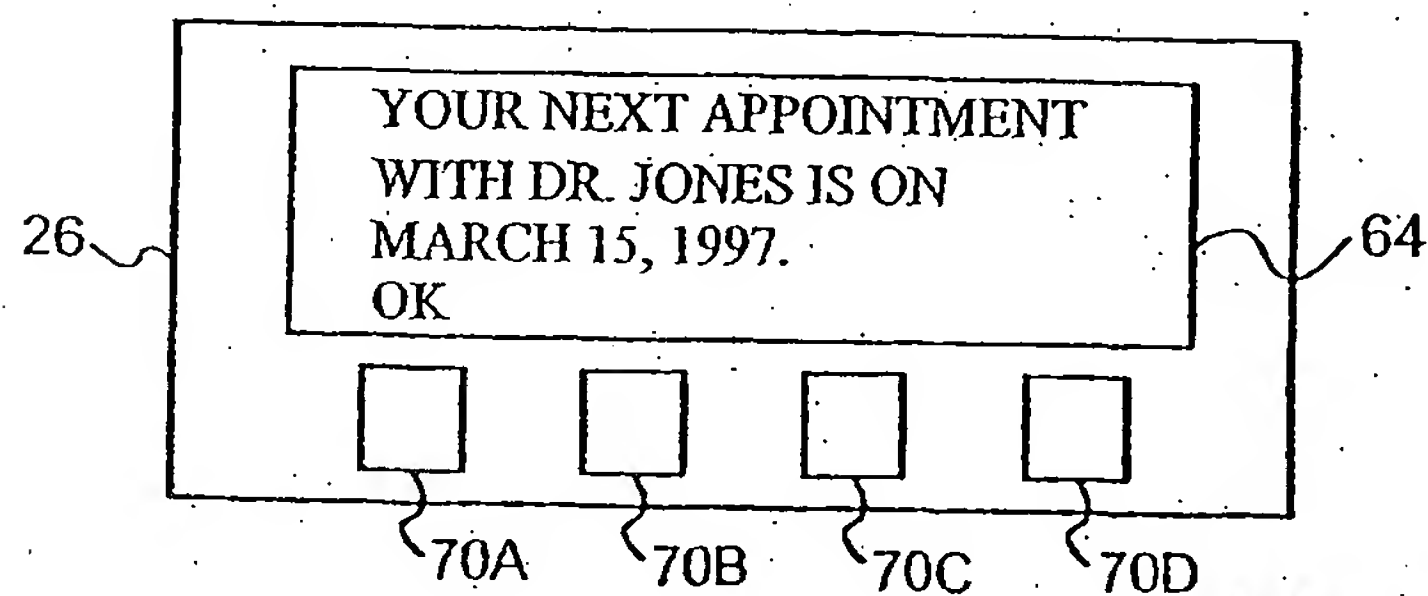 YOUR NEXT APPOINTMENT
WITH DR. JONES IS ON
MARCH 15, 1997.
OK
26
64
70A 70B 70C 70D